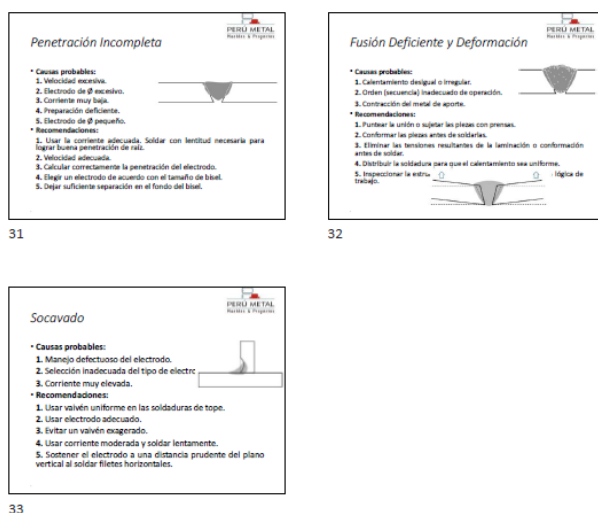 PERÚ METAL
Penetración Incompleta
• Causas probables:
1. Velocidad excesiva.
2. Electrodo de Ø excesivo.
3. Corriente muy baja.
4. Preparación deficiente.
5. Electrodo de Ø pequeño.
• Recomendaciones:
1. Usar la corriente adecuada. Soldar con lentitud necesaria para
lograr buena penetración de raíz.
2. Velocidad adecuada.
3. Calcular correctamente la penetración del electrodo.
4. Elegir un electrodo de acuerdo con el tamaño de bisel.
5. Dejar suficiente separación en el fondo del bisel.
31
PERÚ METAL
Fusión Deficiente y Deformación
• Causas probables:
1. Calentamiento desigual o irregular.
2. Orden (secuencia) inadecuado de operación.
3. Contracción del metal de aporte.
• Recomendaciones:
1. Puntear la unión o sujetar las piezas con prensas.
2. Conformar las piezas antes de soldarlas.
3. Eliminar las tensiones resultantes de la laminación o conformación
antes de soldar.
4. Distribuir la soldadura para que el calentamiento sea uniforme.
5. Inspeccionar la estru lógica de
trabajo.
32
PERÚ METAL
Socavado
• Causas probables:
1. Manejo defectuoso del electrodo.
2. Selección inadecuada del tipo de electro
3. Corriente muy elevada.
• Recomendaciones:
1. Usar vaivén uniforme en las soldaduras de tope.
2. Usar electrodo adecuado.
3. Evitar un vaivén exagerado.
4. Usar corriente moderada y soldar lentamente.
5. Sostener el electrodo a una distancia prudente del plano
vertical al soldar filetes horizontales.
33